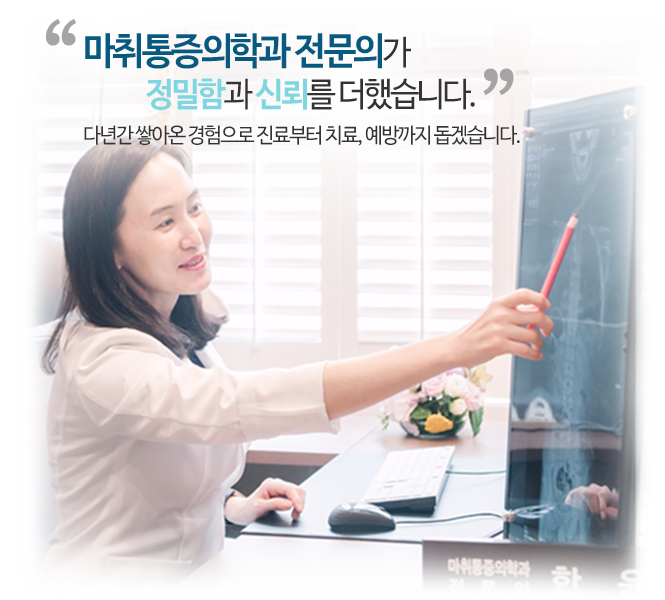 “ 마취통증의학과 전문의가
정밀함과 신뢰를 더했습니다. ”
다년간 쌓아온 경험으로 진료부터 치료, 예방까지 돕겠습니다.
마취통증의학과
한